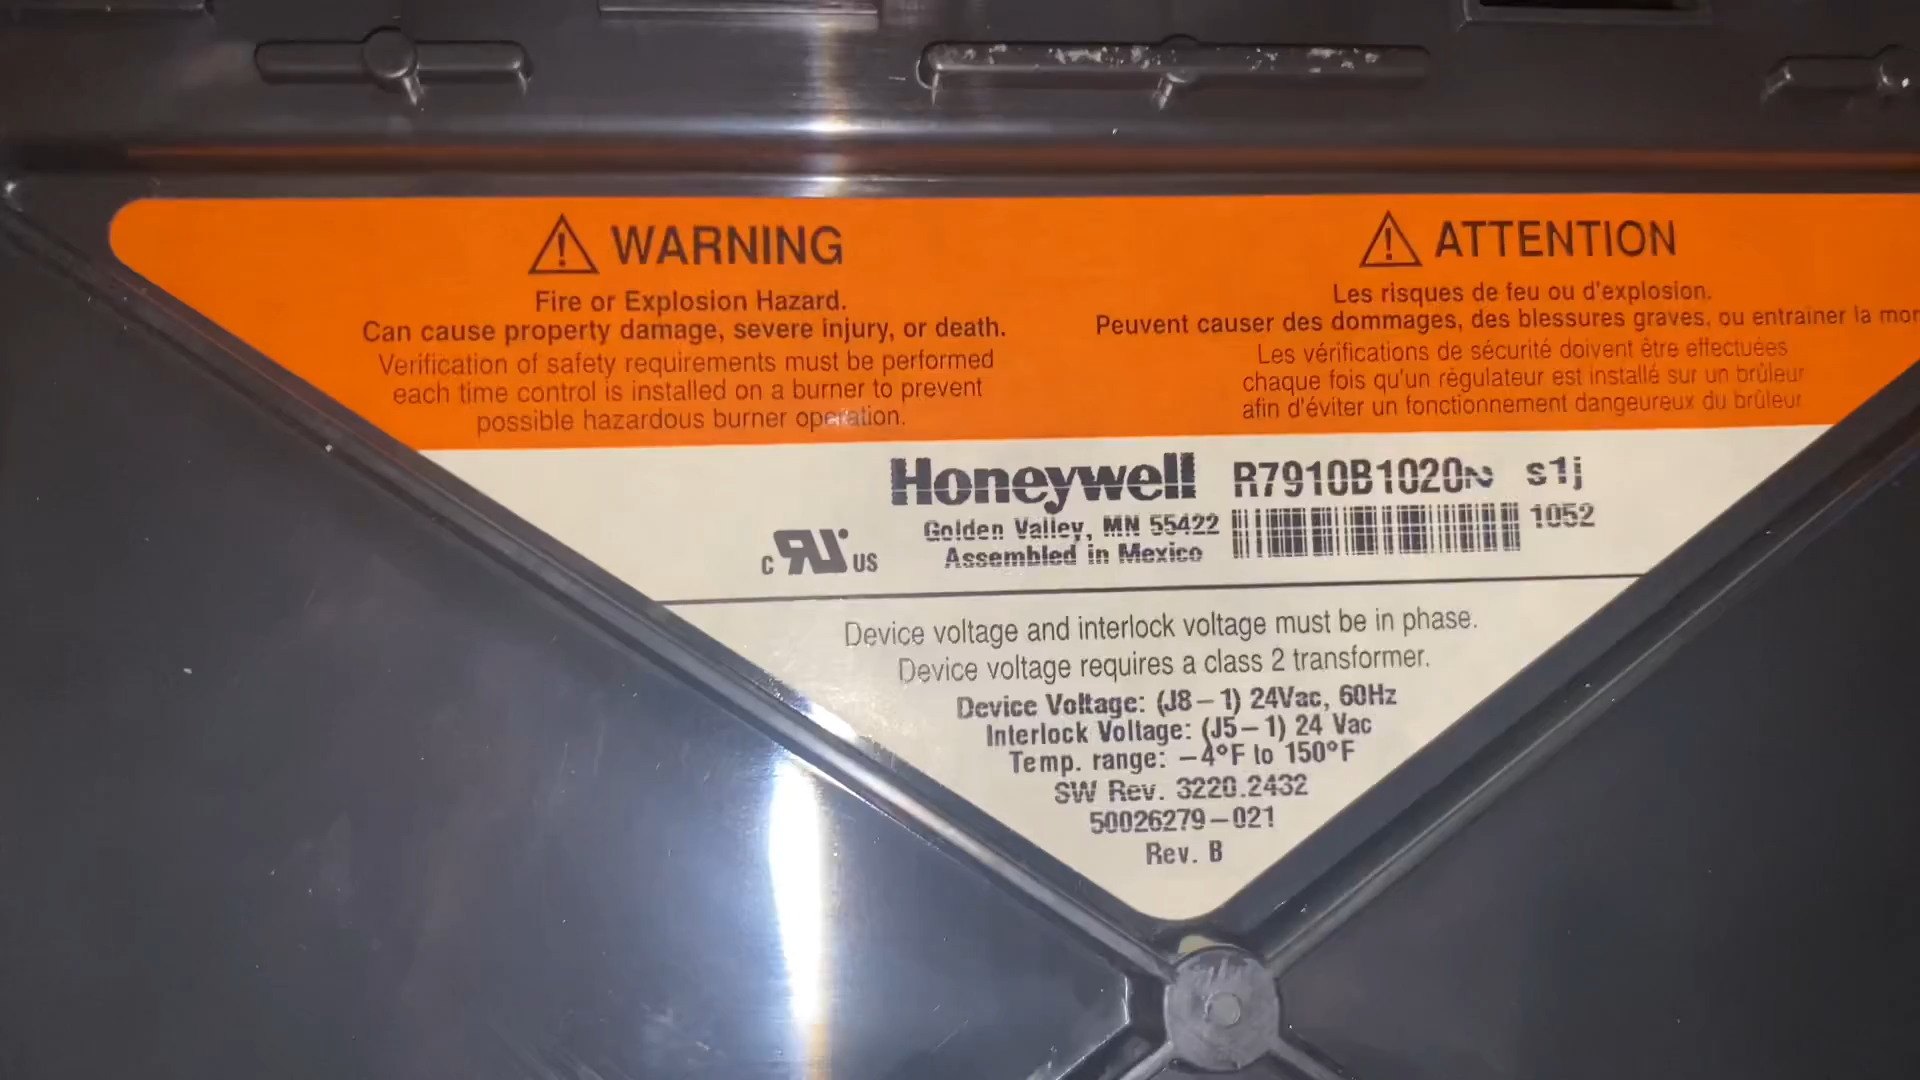 WARNING
Fire or Explosion Hazard.
Can cause property damage, severe injury, or death.
Verification of safety requirements must be performed
each time control is installed on a burner to prevent
possible hazardous burner operation.
ATTENTION
Les risques de feu ou d'explosion.
Peuvent causer des dommages, des blessures graves, ou entraîner la mor
Les vérifications de sécurité doivent être effectuées
chaque fois qu'un régulateur est installé sur un brûleur
afin d'éviter un fonctionnement dangeureux du brûleur
Honeywell R7910B1020 s1j
Golden Valley, MN 55422 1052
Assembled in Mexico
c RU US
Device voltage and interlock voltage must be in phase.
Device voltage requires a class 2 transformer.
Device Voltage: (J8–1) 24Vac, 60Hz
Interlock Voltage: (J5–1) 24 Vac
Temp. range: –4°F to 150°F
SW Rev. 3220.2432
50026279–021
Rev. B